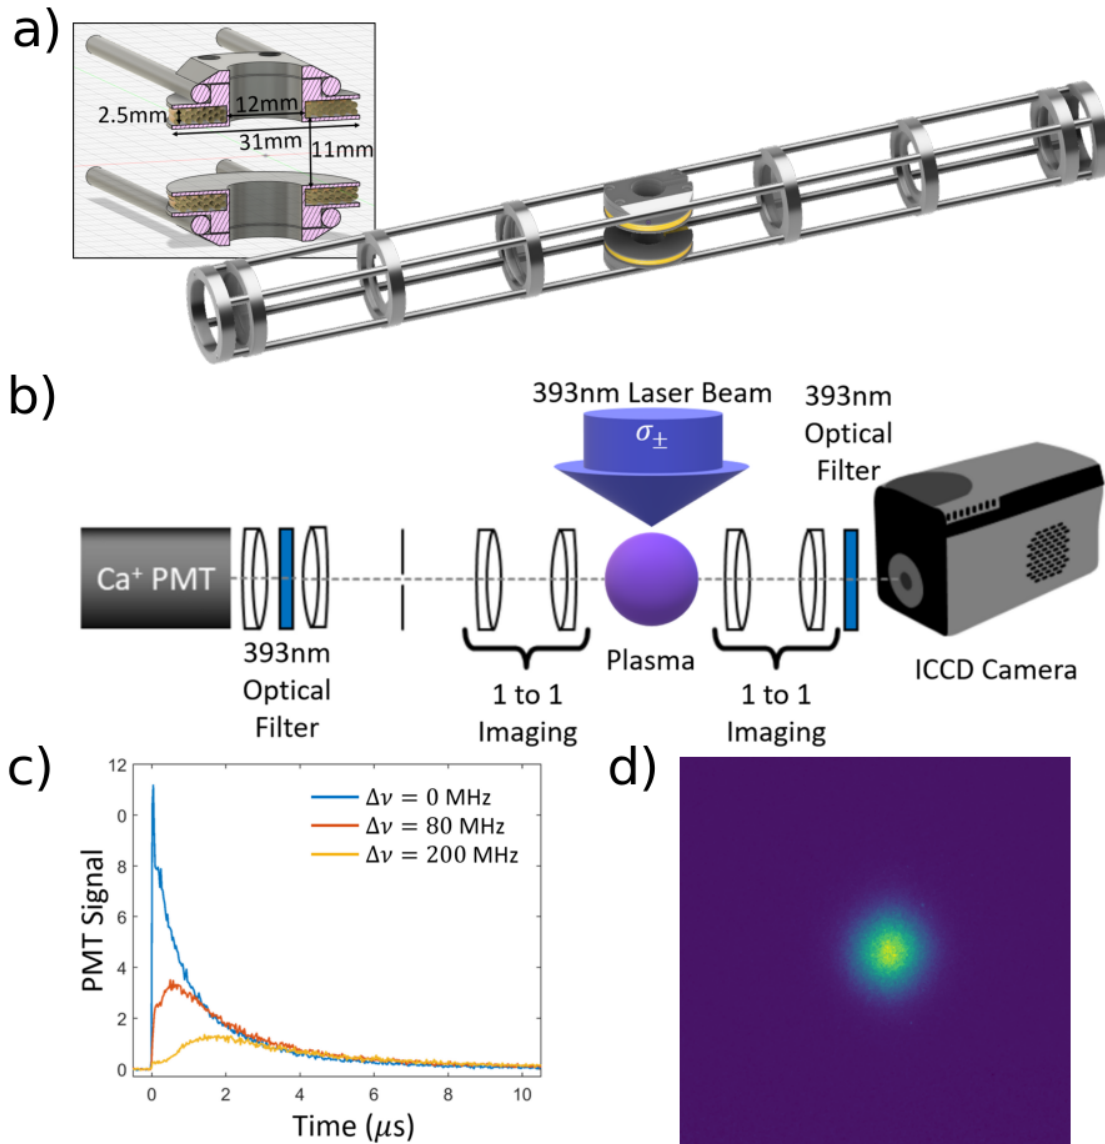 a)
2.5mm
12mm
31mm
11mm
b)
393nm Laser Beam
σ±
393nm
Optical
Filter
Ca⁺ PMT
393nm
Optical
Filter
1 to 1
Imaging
Plasma
1 to 1
Imaging
ICCD Camera
c)
PMT Signal
12
0
8
6
4
2
0
Δν = 0 MHz
Δν = 80 MHz
Δν = 200 MHz
0 2 4 6 8 10
Time (μs)
d)